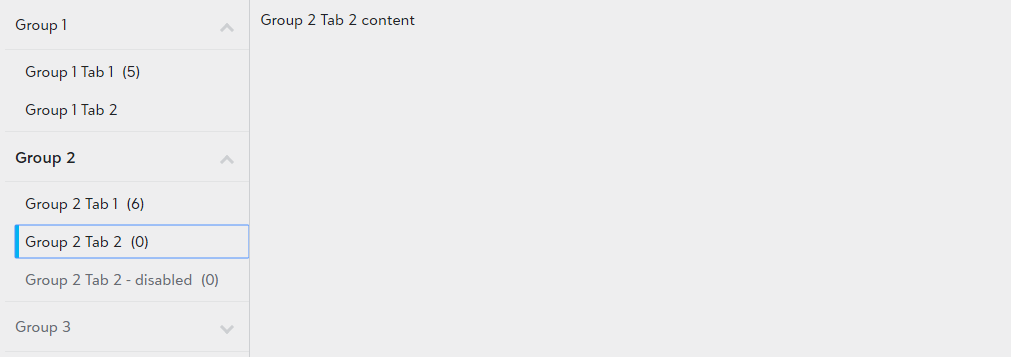 Group 1
Group 1 Tab 1 (5)
Group 1 Tab 2
Group 2
Group 2 Tab 1 (6)
Group 2 Tab 2 (0)
Group 2 Tab 2 - disabled (0)
Group 3
Group 2 Tab 2 content